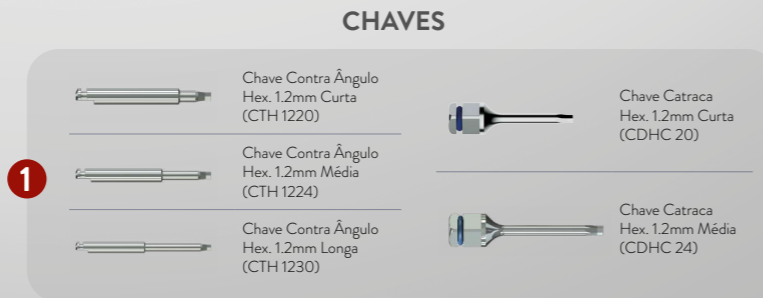 CHAVES
1
Chave Contra Ângulo
Hex. 1.2mm Curta
(CTH 1220)
Chave Contra Ângulo
Hex. 1.2mm Média
(CTH 1224)
Chave Contra Ângulo
Hex. 1.2mm Longa
(CTH 1230)
Chave Catraca
Hex. 1.2mm Curta
(CDHC 20)
Chave Catraca
Hex. 1.2mm Média
(CDHC 24)